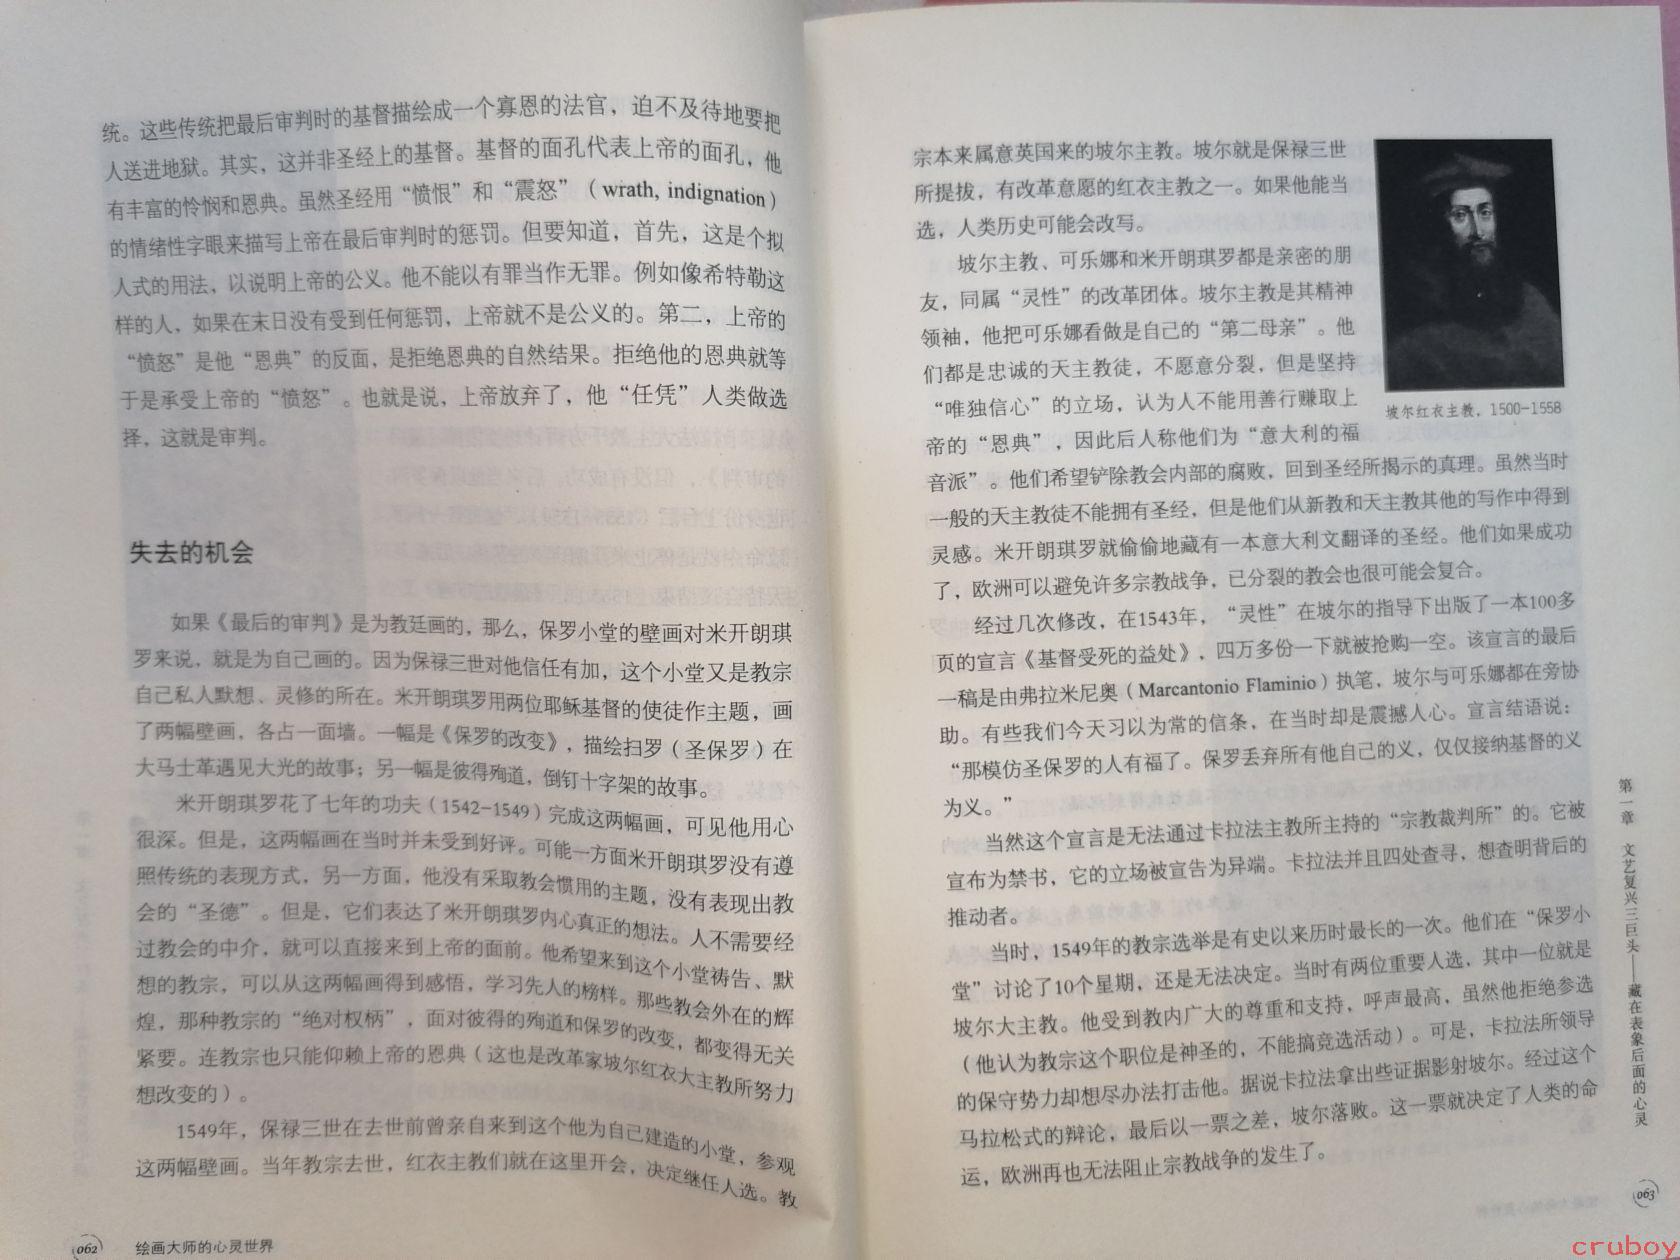 统。这些传统把最后审判时的基督描绘成一个寡恩的法官，迫不及待地要把
人送进地狱。其实，这并非圣经上的基督。基督的面孔代表上帝的面孔，他
有丰富的怜悯和恩典。虽然圣经用“愤恨”和“震怒”（wrath, indignation）
的情绪性字眼来描写上帝在最后审判时的惩罚。但要知道，首先，这是个拟
人式的用法，以说明上帝的公义。他不能以有罪当作无罪。例如像希特勒这
样的人，如果在末日没有受到任何惩罚，上帝就不是公义的。第二，上帝的
“愤怒”是他“恩典”的反面，是拒绝恩典的自然结果。拒绝他的恩典就等
于是承受上帝的“愤怒”。也就是说，上帝放弃了，他“任凭”人类做选
择，这就是审判。
失去的机会
如果《最后的审判》是为教廷画的，那么，保罗小堂的壁画对米开朗琪
罗来说，就是为自己画的。因为保禄三世对他信任有加，这个小堂又是教宗
自己私人默想、灵修的所在。米开朗琪罗用两位耶稣基督的使徒作主题，画
了两幅壁画，各占一面墙。一幅是《保罗的改变》，描绘扫罗（圣保罗）在
大马士革遇见大光的故事；另一幅是彼得殉道，倒钉十字架的故事。
米开朗琪罗花了七年的功夫（1542-1549）完成这两幅画，可见他用心
很深。但是，这两幅画在当时并未受到好评。可能一方面米开朗琪罗没有遵
照传统的表现方式，另一方面，他没有采取教会惯用的主题，没有表现出教
会的“圣德”。但是，它们表达了米开朗琪罗内心真正的想法。人不需要经
过教会的中介，就可以直接来到上帝的面前。他希望来到这个小堂祷告、默
想的教宗，可以从这两幅画得到感悟，学习先人的榜样。那些教会外在的辉
煌，那种教宗的“绝对权柄”，面对彼得的殉道和保罗的改变，都变得无关
紧要。连教宗也只能仰赖上帝的恩典（这也是改革家坡尔红衣大主教所努力
想改变的）。
1549年，保禄三世在去世前曾亲自来到这个他为自己建造的小堂，参观
这两幅壁画。当年教宗去世，红衣主教们就在这里开会，决定继任人选。教
062
绘画大师的心灵世界
宗本来属意英国来的坡尔主教。坡尔就是保禄三世
所提拔，有改革意愿的红衣主教之一。如果他能当
选，人类历史可能会改写。
坡尔主教、可乐娜和米开朗琪罗都是亲密的朋
友，同属“灵性”的改革团体。坡尔主教是其精神
领袖，他把可乐娜看做是自己的“第二母亲”。他
们都是忠诚的天主教徒，不愿意分裂，但是坚持
“唯独信心”的立场，认为人不能用善行赚取上
帝的“恩典”，因此后人称他们为“意大利的福
音派”。他们希望铲除教会内部的腐败，回到圣经所揭示的真理。虽然当时
一般的天主教徒不能拥有圣经，但是他们从新教和天主教其他的写作中得到
灵感。米开朗琪罗就偷偷地藏有一本意大利文翻译的圣经。他们如果成功
了，欧洲可以避免许多宗教战争，已分裂的教会也很可能会复合。
坡尔红衣主教，1500-1558
经过几次修改，在1543年，“灵性”在坡尔的指导下出版了一本100多
页的宣言《基督受死的益处》，四万多份一下就被抢购一空。该宣言的最后
一稿是由弗拉米尼奥（Marcantonio Flaminio）执笔，坡尔与可乐娜都在旁协
助。有些我们今天习以为常的信条，在当时却是震撼人心。宣言结语说：
“那模仿圣保罗的人有福了。保罗丢弃所有他自己的义，仅仅接纳基督的义
为义。”
当然这个宣言是无法通过卡拉法主教所主持的“宗教裁判所”的。它被
宣布为禁书，它的立场被宣告为异端。卡拉法并且四处查寻，想查明背后的
推动者。
当时，1549年的教宗选举是有史以来历时最长的一次。他们在“保罗小
堂”讨论了10个星期，还是无法决定。当时有两位重要人选，其中一位就是
坡尔大主教。他受到教内广大的尊重和支持，呼声最高，虽然他拒绝参选
（他认为教宗这个职位是神圣的，不能搞竞选活动）。可是，卡拉法所领导
的保守势力却想尽办法打击他。据说卡拉法拿出些证据影射坡尔。经过这个
马拉松式的辩论，最后以一票之差，坡尔落败。这一票就决定了人类的命
运，欧洲再也无法阻止宗教战争的发生了。
第一章 文艺复兴三巨头——藏在表象后面的心灵
063
cruboy